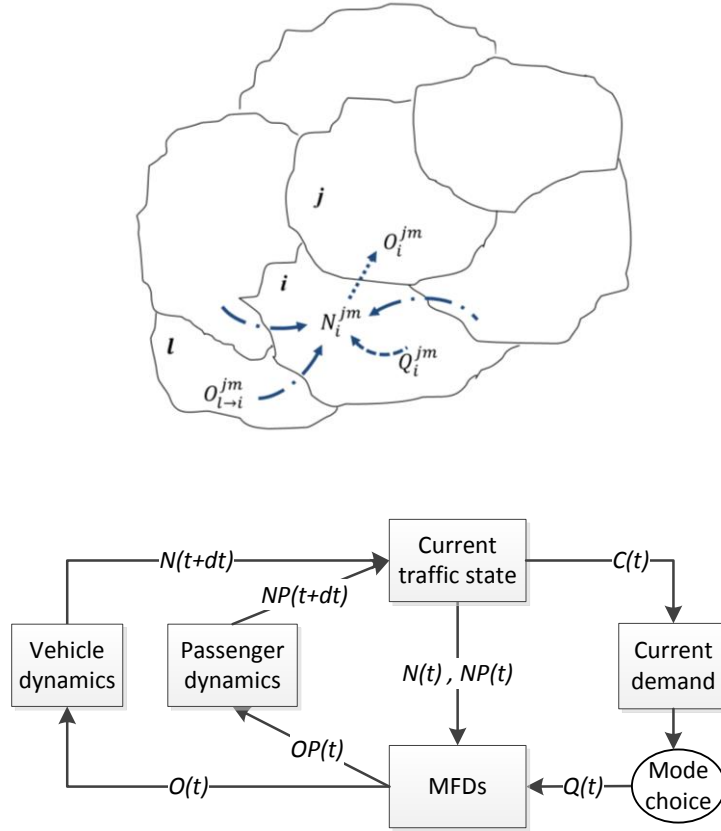 j
O_i^{jm}
i
N_i^{jm}
l
Q_i^{jm}
O_{l→i}^{jm}
N(t+dt)
Current
traffic state
C(t)
NP(t+dt)
Vehicle
dynamics
Passenger
dynamics
N(t) , NP(t)
Current
demand
OP(t)
O(t)
MFDs
Q(t)
Mode
choice